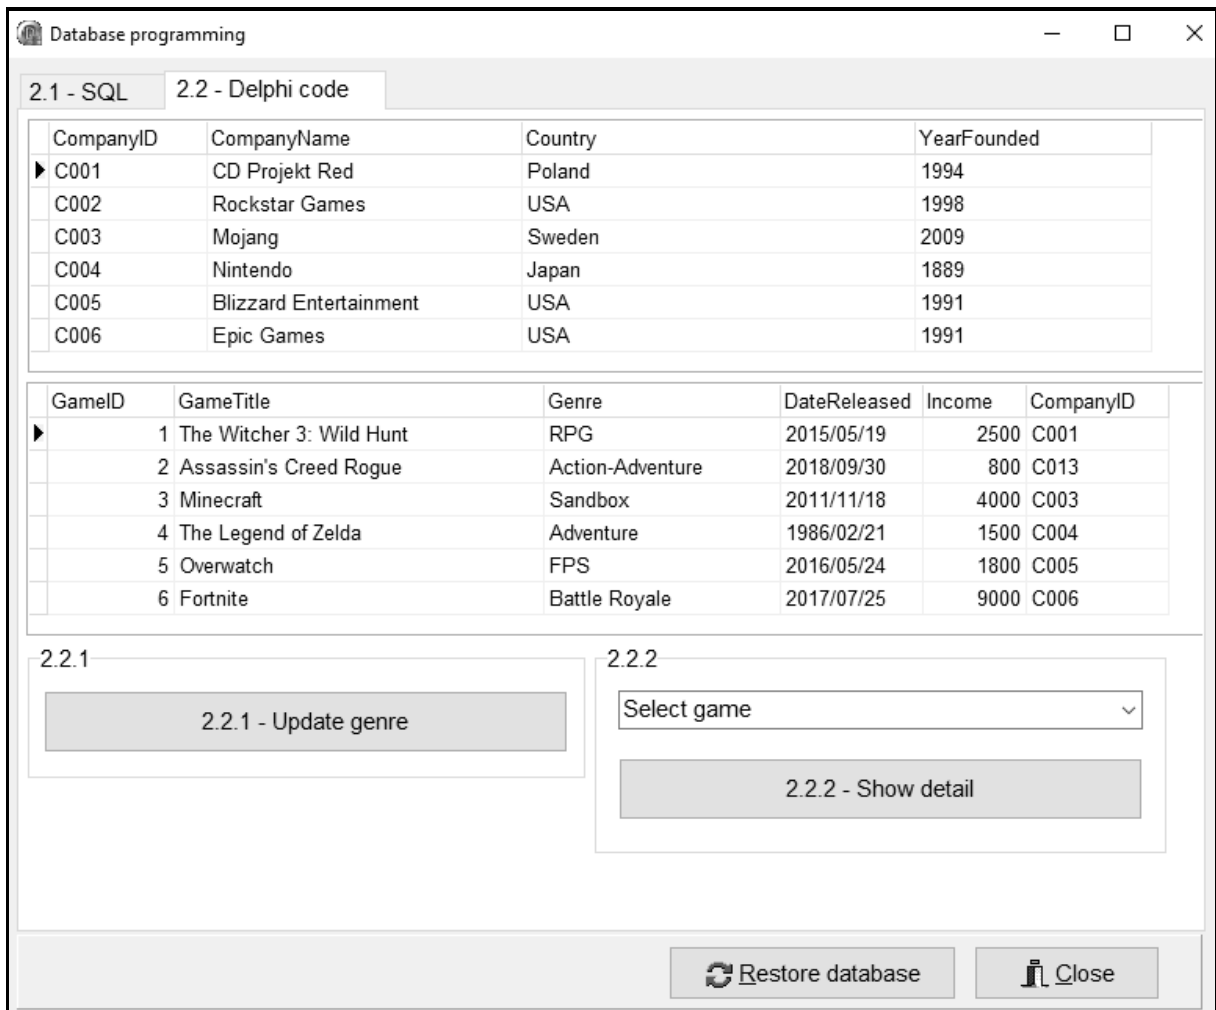 Database programming
2.1 - SQL 2.2 - Delphi code
CompanyID CompanyName Country YearFounded
C001 CD Projekt Red Poland 1994
C002 Rockstar Games USA 1998
C003 Mojang Sweden 2009
C004 Nintendo Japan 1889
C005 Blizzard Entertainment USA 1991
C006 Epic Games USA 1991
GameID GameTitle Genre DateReleased Income CompanyID
1 The Witcher 3: Wild Hunt RPG 2015/05/19 2500 C001
2 Assassin's Creed Rogue Action-Adventure 2018/09/30 800 C013
3 Minecraft Sandbox 2011/11/18 4000 C003
4 The Legend of Zelda Adventure 1986/02/21 1500 C004
5 Overwatch FPS 2016/05/24 1800 C005
6 Fortnite Battle Royale 2017/07/25 9000 C006
2.2.1 2.2.2
Select game
2.2.1 - Update genre
2.2.2 - Show detail
Restore database Close